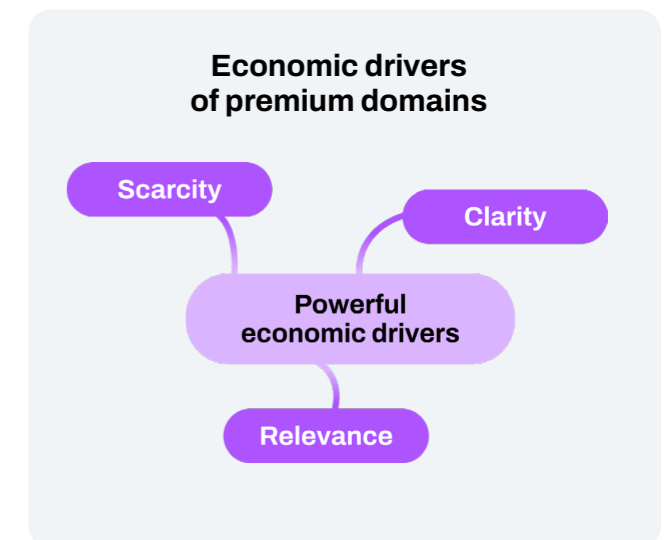 Economic drivers
of premium domains
Scarcity
Clarity
Powerful
economic drivers
Relevance